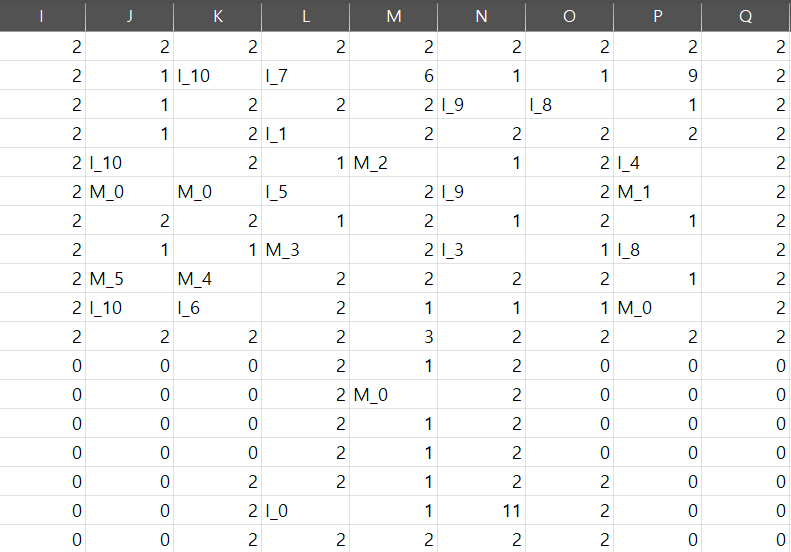 I J K L M N O P Q
2 2 2 2 2 2 2 2 2
2 1 I_10 I_7 6 1 1 9 2
2 1 2 2 2 I_9 I_8 1 2
2 1 2 I_1 2 2 2 2 2
2 I_10 2 1 M_2 1 2 I_4 2
2 M_0 M_0 I_5 2 I_9 2 M_1 2
2 2 2 1 2 1 2 1 2
2 1 1 M_3 2 I_3 1 I_8 2
2 M_5 M_4 2 2 2 2 1 2
2 I_10 I_6 2 1 1 1 M_0 2
2 2 2 2 3 2 2 2 2
0 0 0 2 1 2 0 0 0
0 0 0 2 M_0 2 0 0 0
0 0 0 2 1 2 0 0 0
0 0 0 2 1 2 0 0 0
0 0 2 2 1 2 2 0 0
0 0 2 I_0 1 11 2 0 0
0 0 2 2 2 2 2 0 0